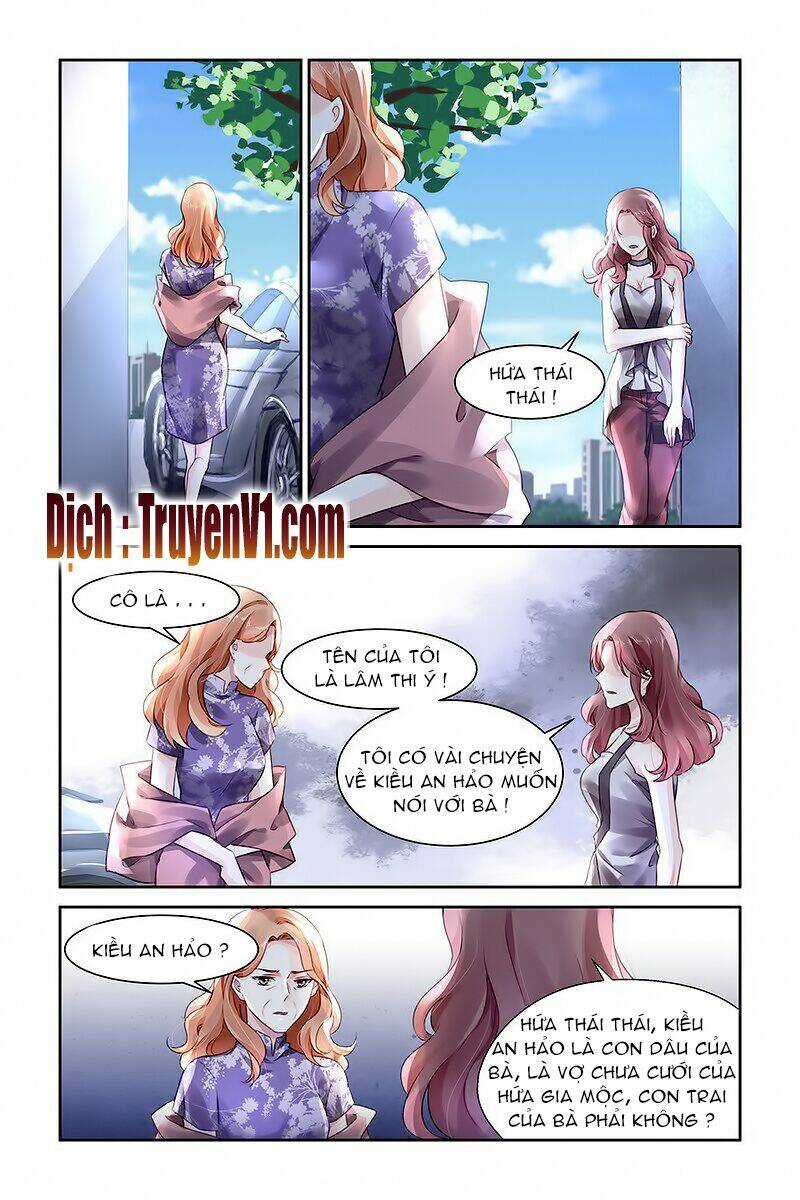 HỨA THÁI
THÁI !
Dịch : TruyenV1.com
CÔ LÀ . . .
TÊN CỦA TÔI
LÀ LÂM THI Ý !
TÔI CÓ VÀI CHUYỆN
VỀ KIỀU AN HẢO MUỐN
NÓI VỚI BÀ !
KIỀU AN HẢO ?
HỨA THÁI THÁI, KIỀU
AN HẢO LÀ CON DÂU CỦA
BÀ, LÀ VỢ CHƯA CƯỚI CỦA
HỨA GIA MỘC, CON TRAI
CỦA BÀ PHẢI KHÔNG ?